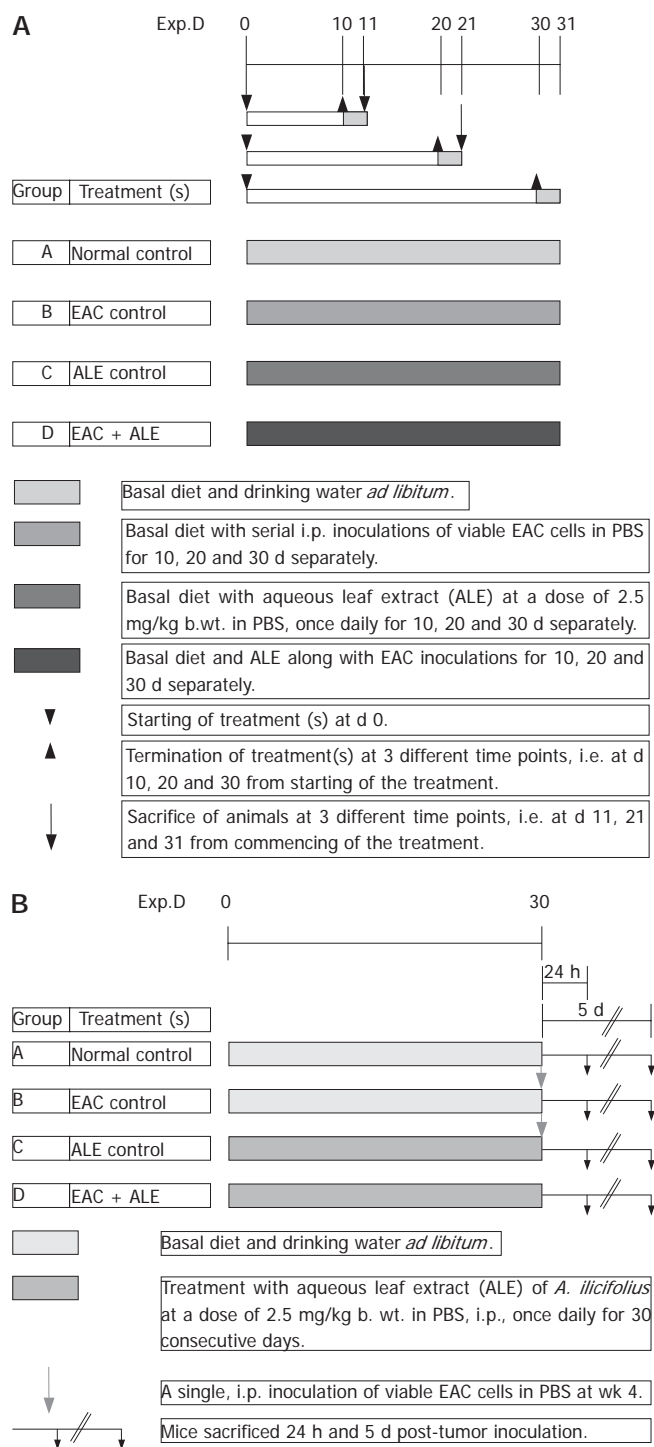 A
Exp.D 0 10 11 20 21 30 31
Group Treatment (s)
A Normal control
B EAC control
C ALE control
D EAC + ALE
Basal diet and drinking water ad libitum.
Basal diet with serial i.p. inoculations of viable EAC cells in PBS
for 10, 20 and 30 d separately.
Basal diet with aqueous leaf extract (ALE) at a dose of 2.5
mg/kg b.wt. in PBS, once daily for 10, 20 and 30 d separately.
Basal diet and ALE along with EAC inoculations for 10, 20 and
30 d separately.
Starting of treatment (s) at d 0.
Termination of treatment(s) at 3 different time points, i.e. at d
10, 20 and 30 from starting of the treatment.
Sacrifice of animals at 3 different time points, i.e. at d 11, 21
and 31 from commencing of the treatment.
B
Exp.D 0 30
24 h
5 d
Group Treatment (s)
A Normal control
B EAC control
C ALE control
D EAC + ALE
Basal diet and drinking water ad libitum.
Treatment with aqueous leaf extract (ALE) of A. ilicifolius
at a dose of 2.5 mg/kg b. wt. in PBS, i.p., once daily for 30
consecutive days.
A single, i.p. inoculation of viable EAC cells in PBS at wk 4.
Mice sacrificed 24 h and 5 d post-tumor inoculation.